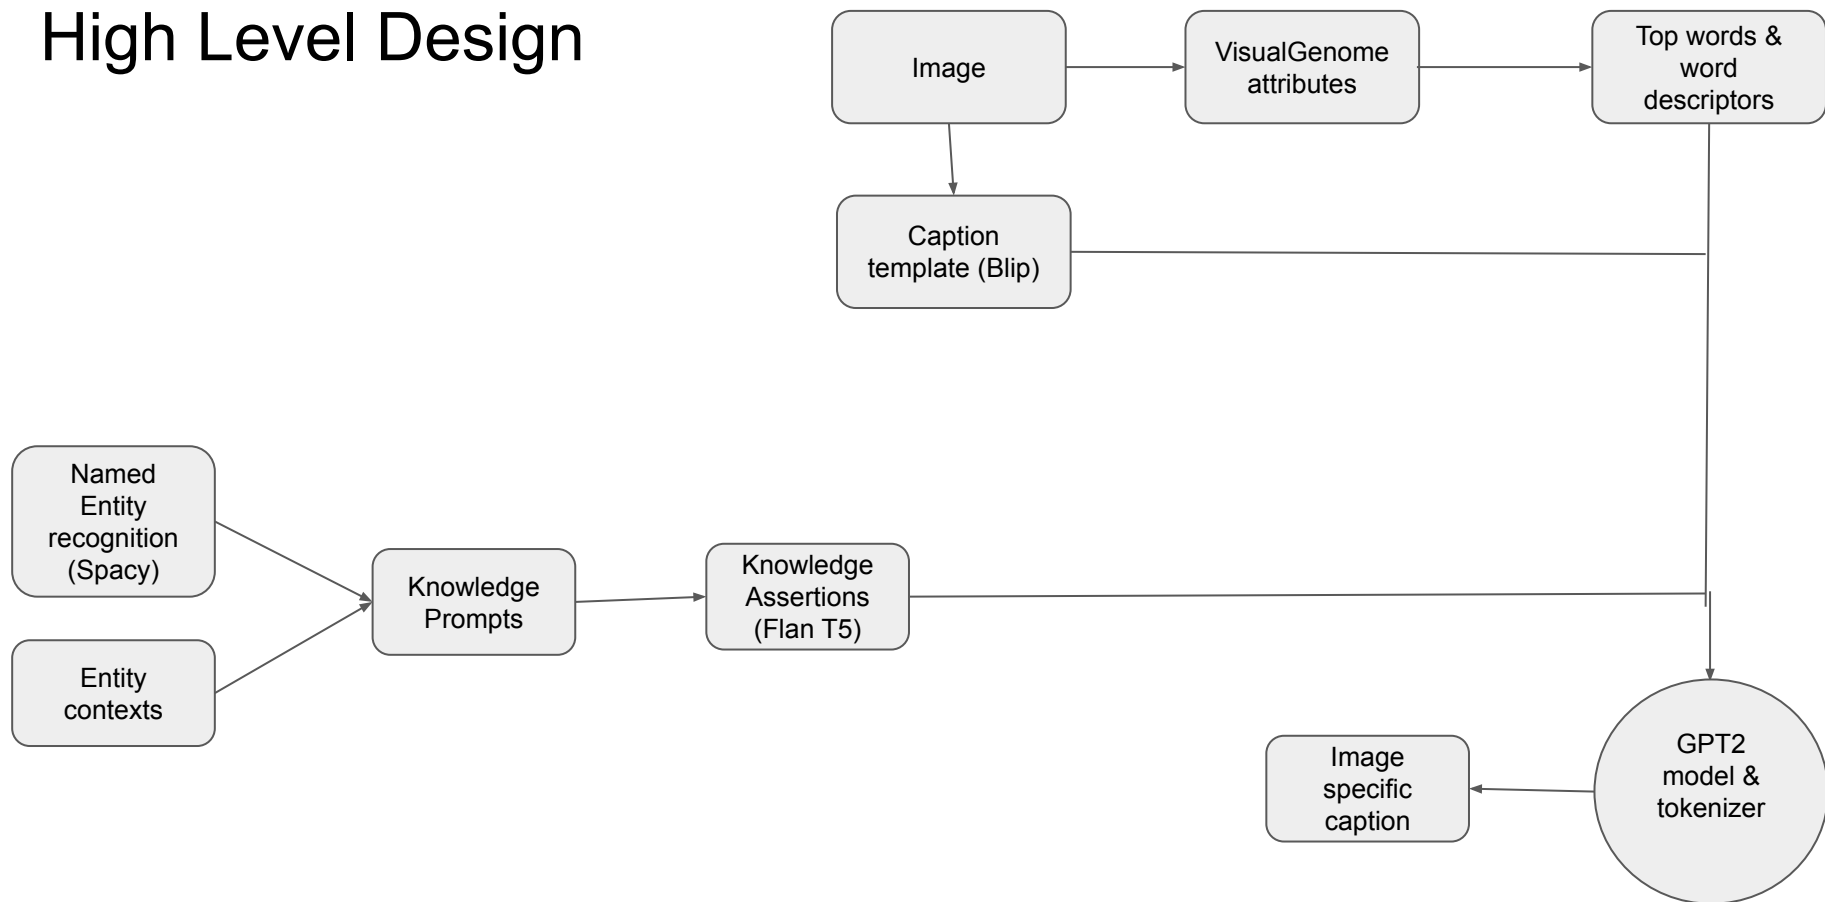 High Level Design
Image
VisualGenome
attributes
Top words &
word
descriptors
Caption
template (Blip)
Named
Entity
recognition
(Spacy)
Knowledge
Prompts
Knowledge
Assertions
(Flan T5)
Entity
contexts
Image
specific
caption
GPT2
model &
tokenizer